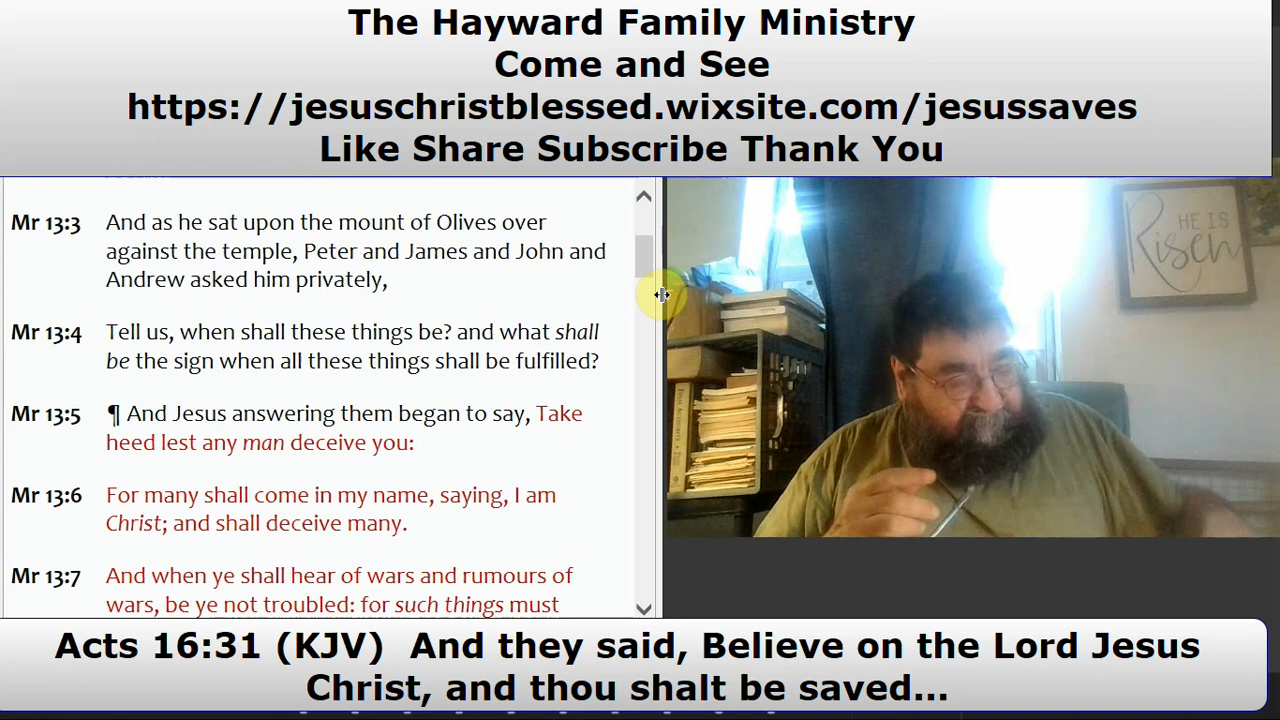 The Hayward Family Ministry
Come and See
https://jesuschristblessed.wixsite.com/jesussaves
Like Share Subscribe Thank You
Mr 13:3 And as he sat upon the mount of Olives over
against the temple, Peter and James and John and
Andrew asked him privately,
Mr 13:4 Tell us, when shall these things be? and what shall
be the sign when all these things shall be fulfilled?
Mr 13:5 ¶ And Jesus answering them began to say, Take
heed lest any man deceive you:
Mr 13:6 For many shall come in my name, saying, I am
Christ; and shall deceive many.
Mr 13:7 And when ye shall hear of wars and rumours of
wars, be ye not troubled: for such things must
HE IS
Risen
Acts 16:31 (KJV) And they said, Believe on the Lord Jesus
Christ, and thou shalt be saved...